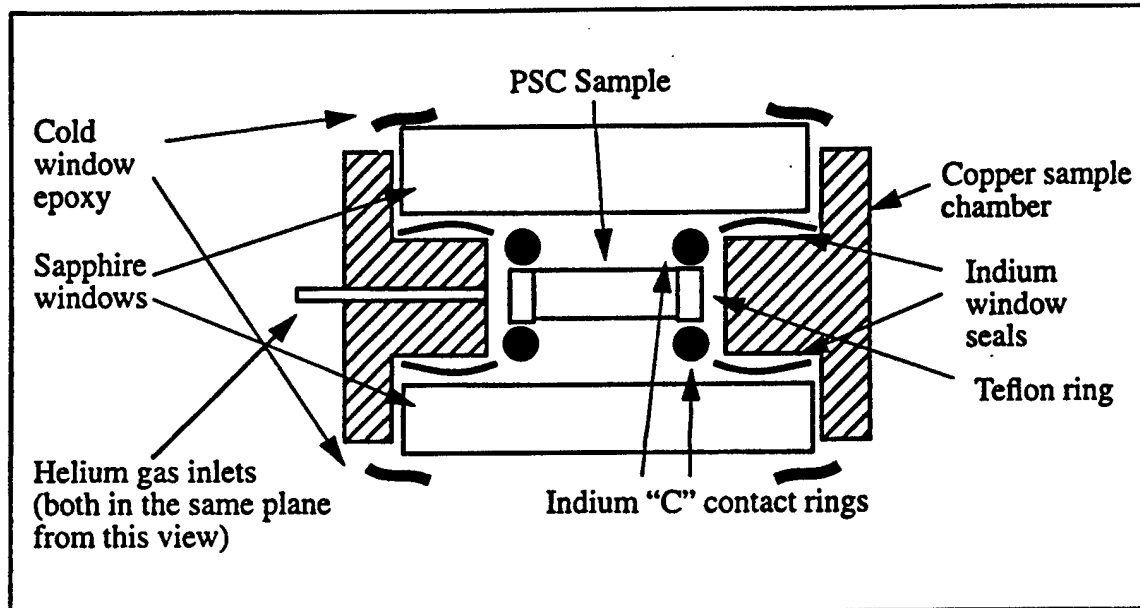 PSC Sample
Cold
window
epoxy
Copper sample
chamber
Sapphire
windows
Indium
window
seals
Teflon ring
Helium gas inlets
(both in the same plane
from this view)
Indium “C” contact rings